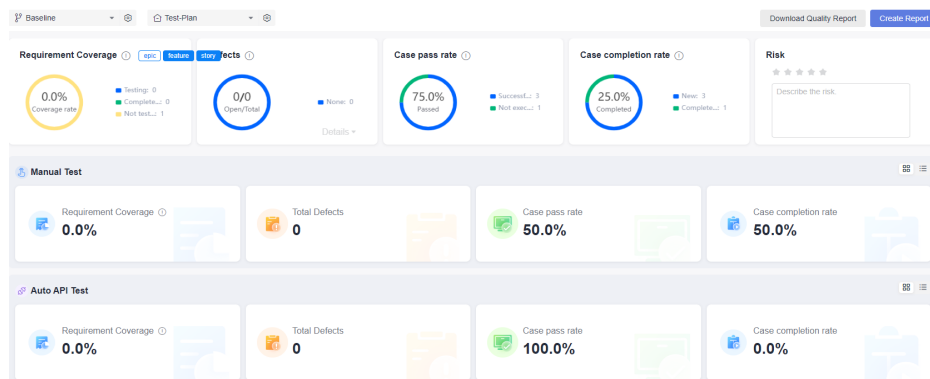 Baseline
Test-Plan
Download Quality Report
Create Report
Requirement Coverage
epic
feature
story
fects
Case pass rate
Case completion rate
Risk
0.0%
Coverage rate
Testing: 0
Complete...: 0
Not test...: 1
0/0
Open/Total
None: 0
Details
75.0%
Passed
Successf...: 3
Not exec...: 1
25.0%
Completed
New: 3
Complete...: 1
Describe the risk.
Manual Test
Requirement Coverage
0.0%
Total Defects
0
Case pass rate
50.0%
Case completion rate
50.0%
Auto API Test
Requirement Coverage
0.0%
Total Defects
0
Case pass rate
100.0%
Case completion rate
0.0%